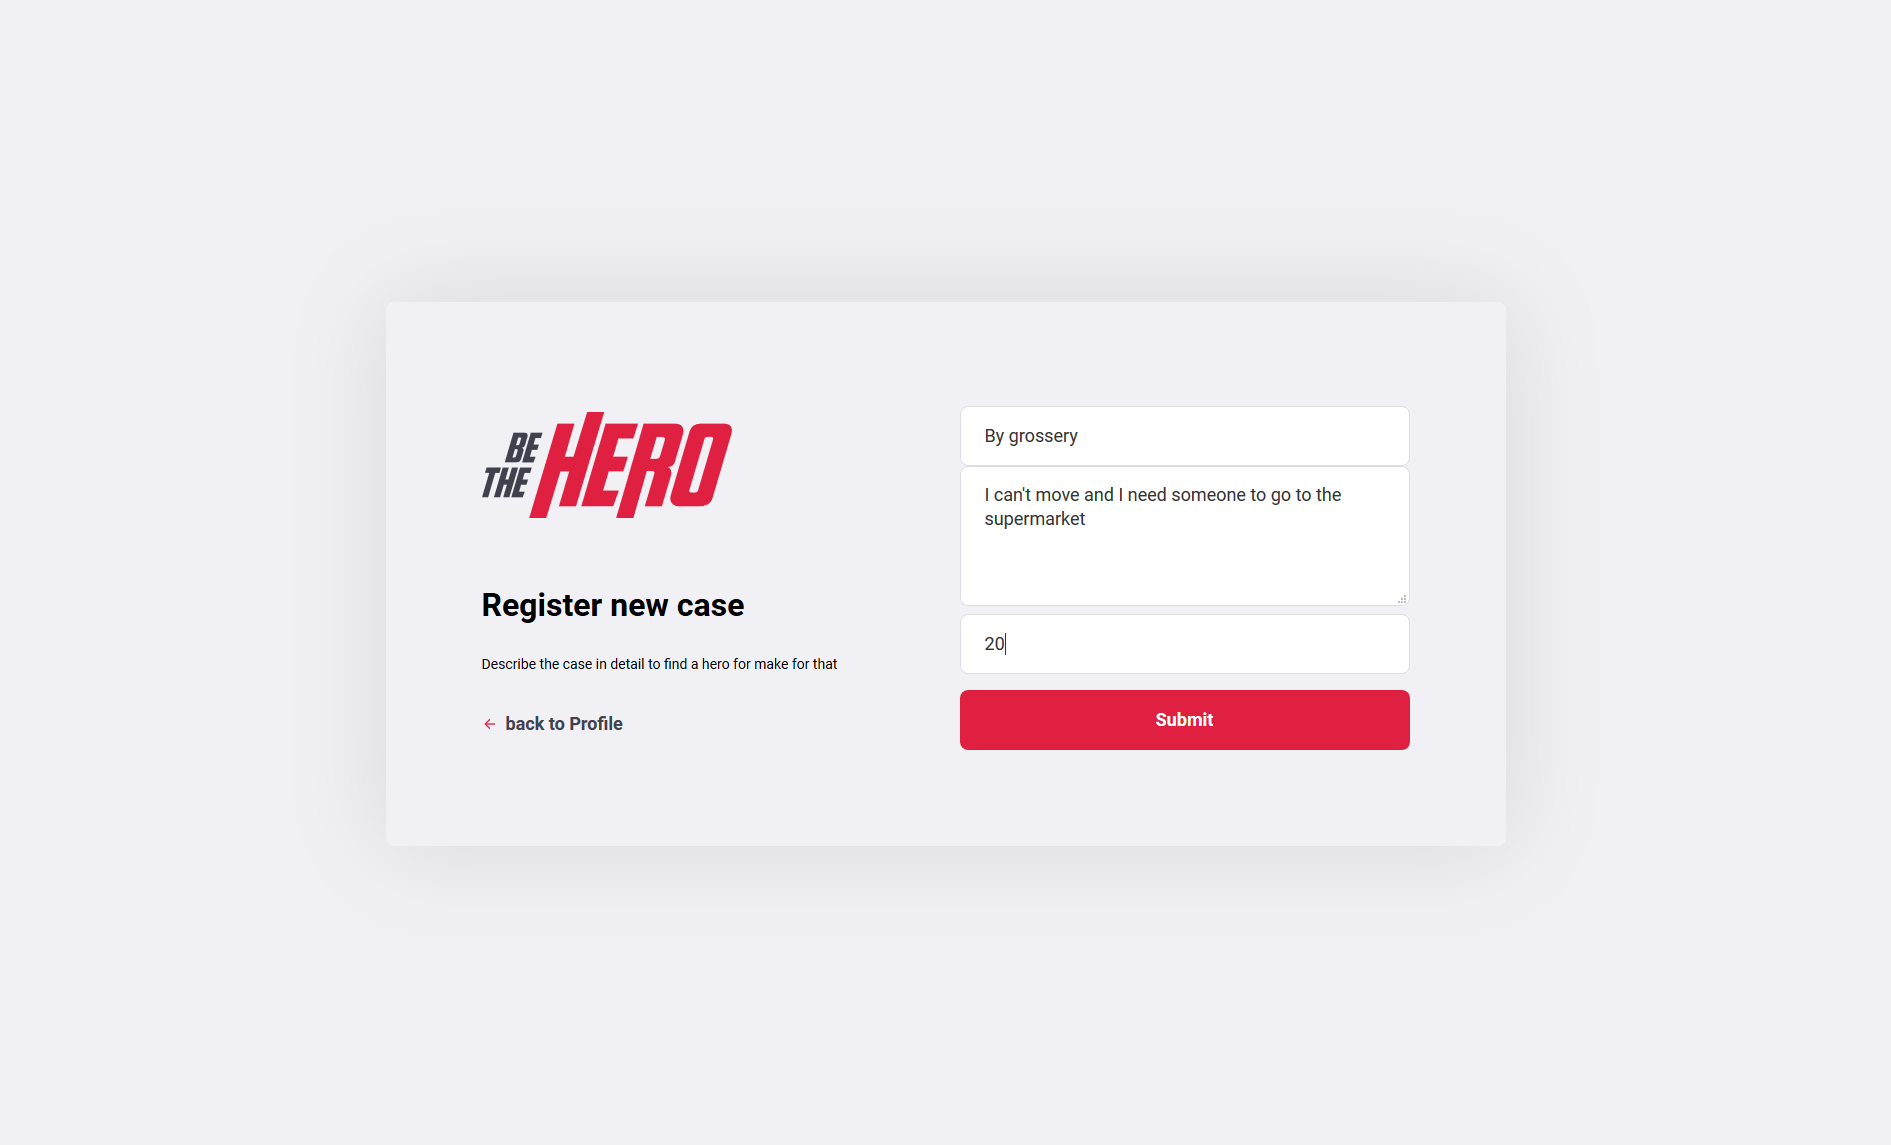 BE
THE
HERO
Register new case
Describe the case in detail to find a hero for make for that
back to Profile
By grossery
I can't move and I need someone to go to the
supermarket
20
Submit